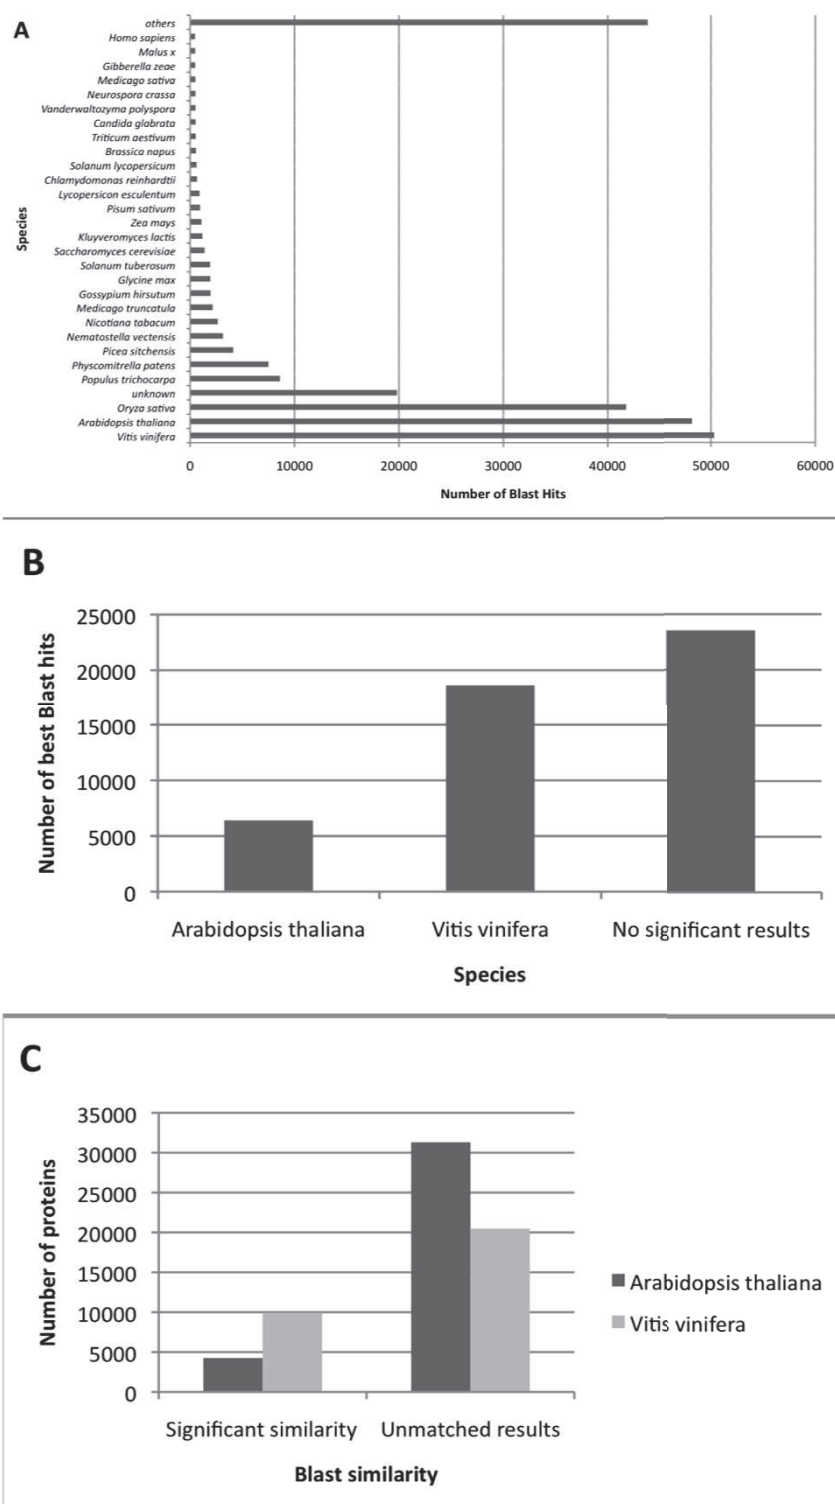 A
others
Homo sapiens
Malus x
Gibberella zeae
Medicago sativa
Neurospora crassa
Vanderwaltozyma polyspora
Candida glabrata
Triticum aestivum
Brassica napus
Solanum lycopersicum
Chlamydomonas reinhardtii
Lycopersicon esculentum
Pisum sativum
Zea mays
Kluyveromyces lactis
Saccharomyces cerevisiae
Solanum tuberosum
Glycine max
Gossypium hirsutum
Medicago truncatula
Nicotiana tabacum
Nematostella vectensis
Picea sitchensis
Physcomitrella patens
Populus trichocarpa
unknown
Oryza sativa
Arabidopsis thaliana
Vitis vinifera
Species
0 10000 20000 30000 40000 50000 60000
Number of Blast Hits
B
Number of best Blast hits
25000
20000
15000
10000
5000
0
Arabidopsis thaliana Vitis vinifera No significant results
Species
C
Number of proteins
35000
30000
25000
20000
15000
10000
5000
0
Significant similarity Unmatched results
Blast similarity
Arabidopsis thaliana
Vitis vinifera